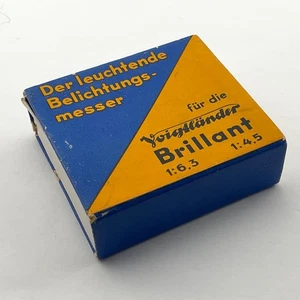 Der leuchtende
Belichtungs-
messer
für die
Voigtländer
Brillant
1:6,3 1:4,5